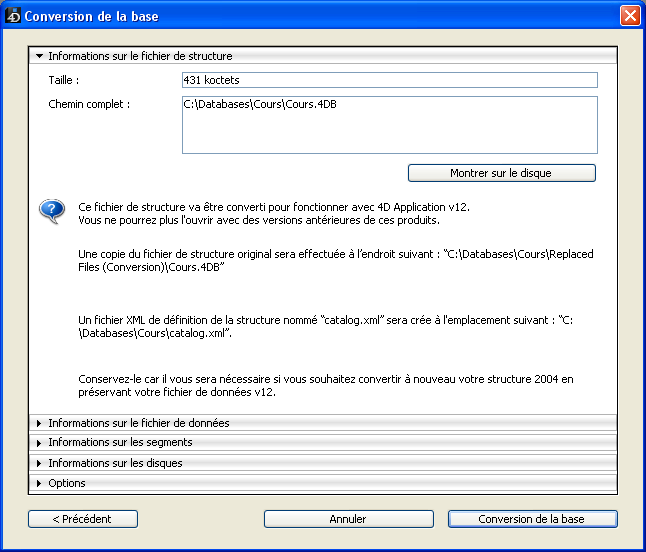 4D Conversion de la base
Informations sur le fichier de structure
Taille :
431 koctets
Chemin complet :
C:\Databases\Cours\Cours.4DB
Montrer sur le disque
?
Ce fichier de structure va être converti pour fonctionner avec 4D Application v12.
Vous ne pourrez plus l'ouvrir avec des versions antérieures de ces produits.
Une copie du fichier de structure original sera effectuée à l’endroit suivant : “C:\Databases\Cours\Replaced
Files (Conversion)\Cours.4DB”
Un fichier XML de définition de la structure nommé “catalog.xml” sera crée à l'emplacement suivant : “C:
\Databases\Cours\catalog.xml”.
Conservez-le car il vous sera nécessaire si vous souhaitez convertir à nouveau votre structure 2004 en
préservant votre fichier de données v12.
Informations sur le fichier de données
Informations sur les segments
Informations sur les disques
Options
< Précédent
Annuler
Conversion de la base